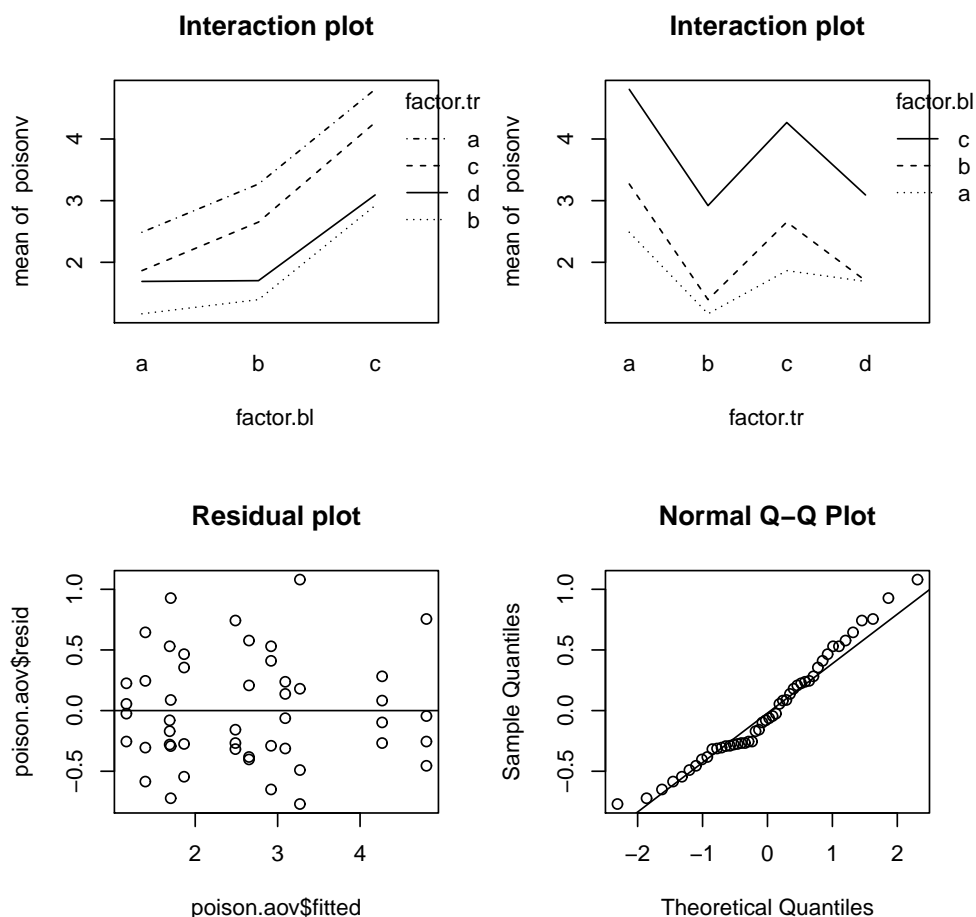 Interaction plot
mean of poisonv
4
3
2
a
b
c
factor.bl
factor.tr
a
c
d
b
Interaction plot
mean of poisonv
4
3
2
a
b
c
d
factor.tr
factor.bl
c
b
a
Residual plot
poison.aov$resid
1.0
0.5
0.0
−0.5
2
3
4
poison.aov$fitted
Normal Q−Q Plot
Sample Quantiles
1.0
0.5
0.0
−0.5
−2
−1
0
1
2
Theoretical Quantiles